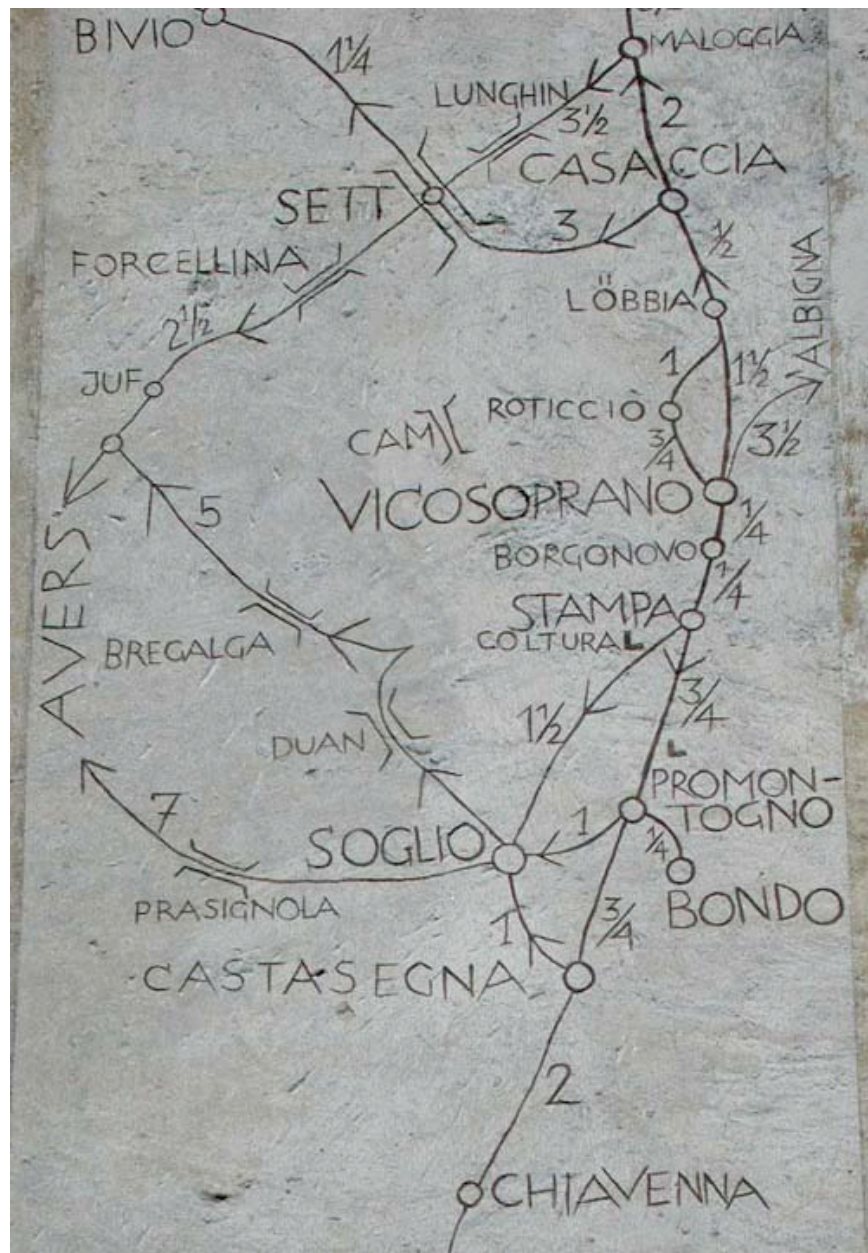 BIVIO
MALOGGIA
1¼
LUNGHIN
3½
2
CASACCIA
SETT
3
½
FORCELLINA
LÖBBIA
ALBIGNA
2½
1
1½
JUF
ROTICCIO
CAM
¾
3½
VICOSOPRANO
5
¼
BORGONOVO
¼
STAMPA
COLTURA L
AVERS
BREGALGA
¾
1½
DUAN
L
PROMON-
TOGNO
7
SOGLIO
1
¼
PRASIGNOLA
BONDO
1
¾
CASTASEGNA
2
CHIAVENNA